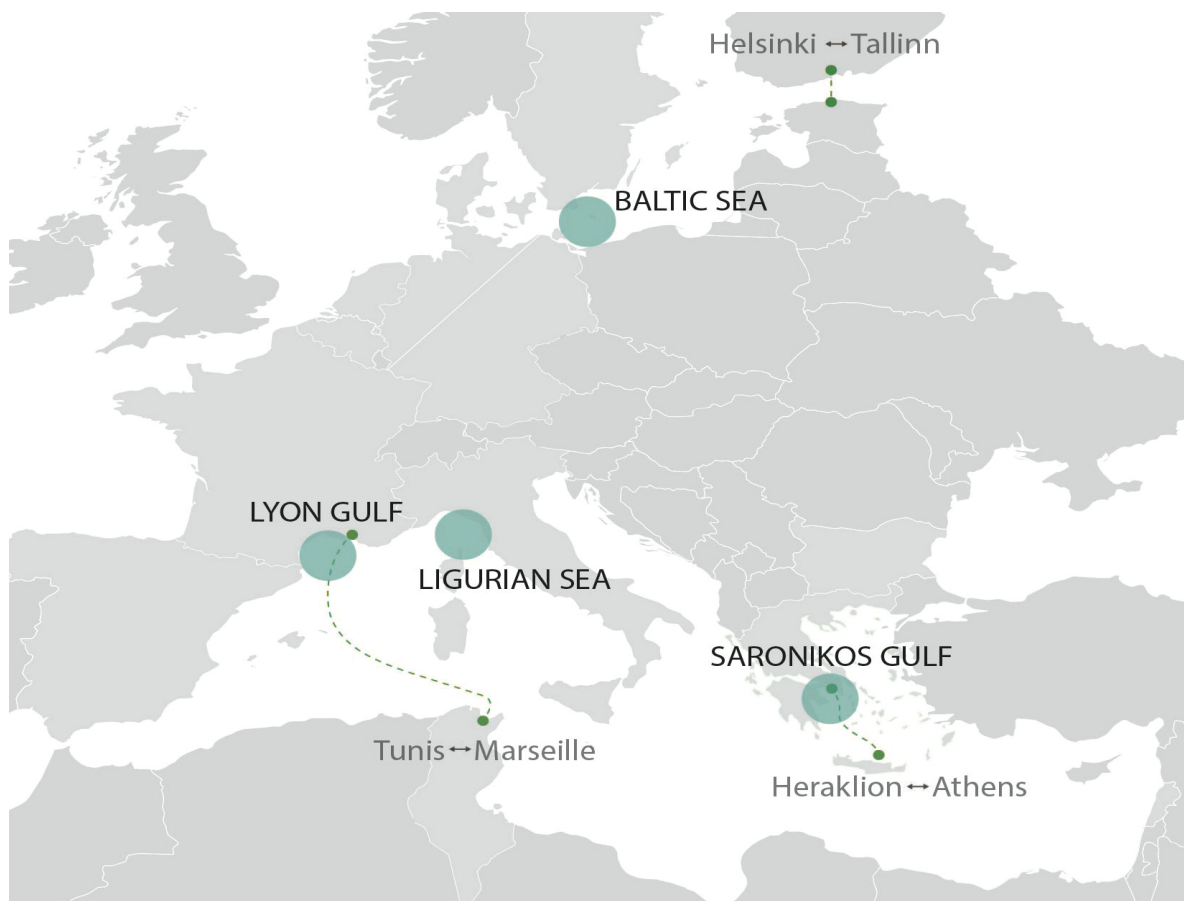 Helsinki ↔ Tallinn
BALTIC SEA
LYON GULF
LIGURIAN SEA
SARONIKOS GULF
Tunis ↔ Marseille
Heraklion ↔ Athens